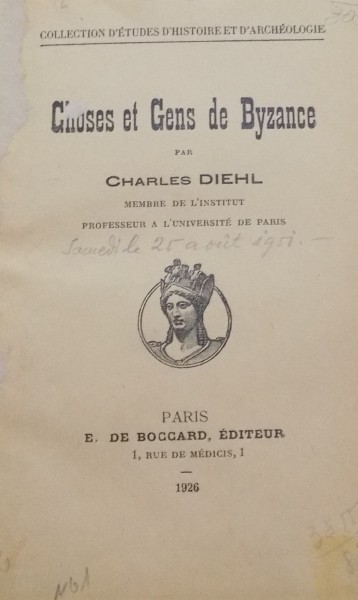 COLLECTION D'ÉTUDES D'HISTOIRE ET D'ARCHÉOLOGIE
Choses et Gens de Byzance
PAR
CHARLES DIEHL
MEMBRE DE L'INSTITUT
PROFESSEUR A L'UNIVERSITÉ DE PARIS
Samedi le 25 août 1951. —
PARIS
E. DE BOCCARD, ÉDITEUR
1, RUE DE MÉDICIS, 1
1926